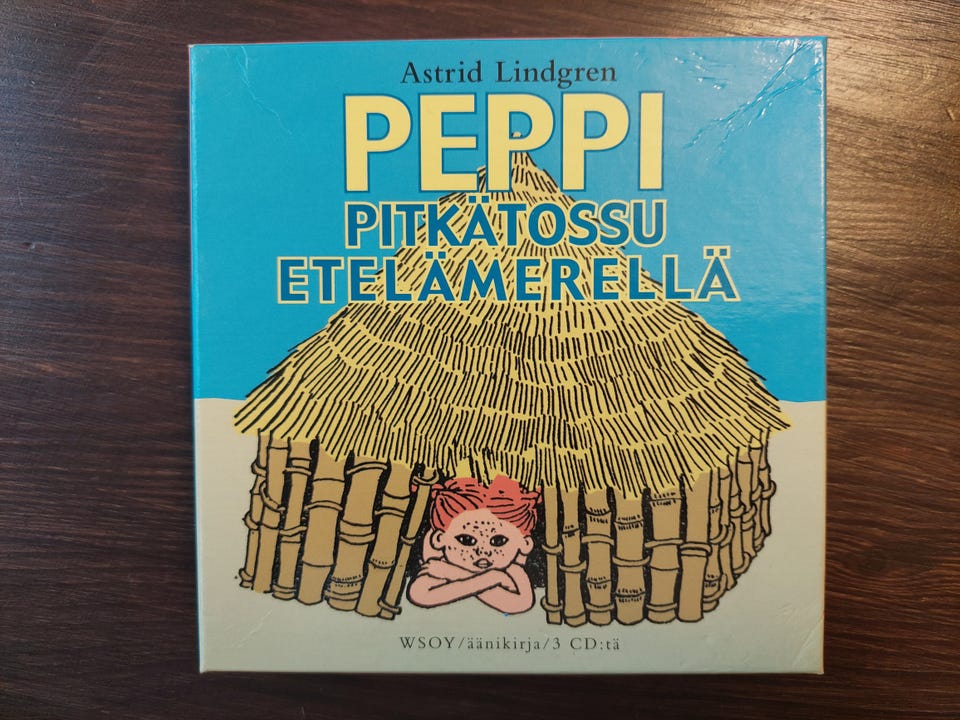 Astrid Lindgren
PEPPI
PITKÄTOSSU
ETELÄMERELLÄ
WSOY/äänikirja/3 CD:tä